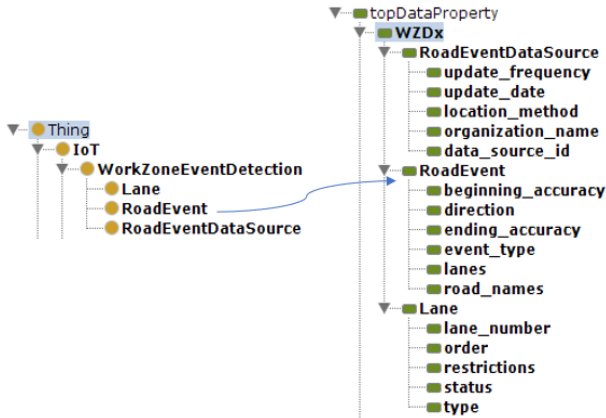 Thing
IoT
WorkZoneEventDetection
Lane
RoadEvent
RoadEventDataSource
topDataProperty
WZDx
RoadEventDataSource
update_frequency
update_date
location_method
organization_name
data_source_id
RoadEvent
beginning_accuracy
direction
ending_accuracy
event_type
lanes
road_names
Lane
lane_number
order
restrictions
status
type